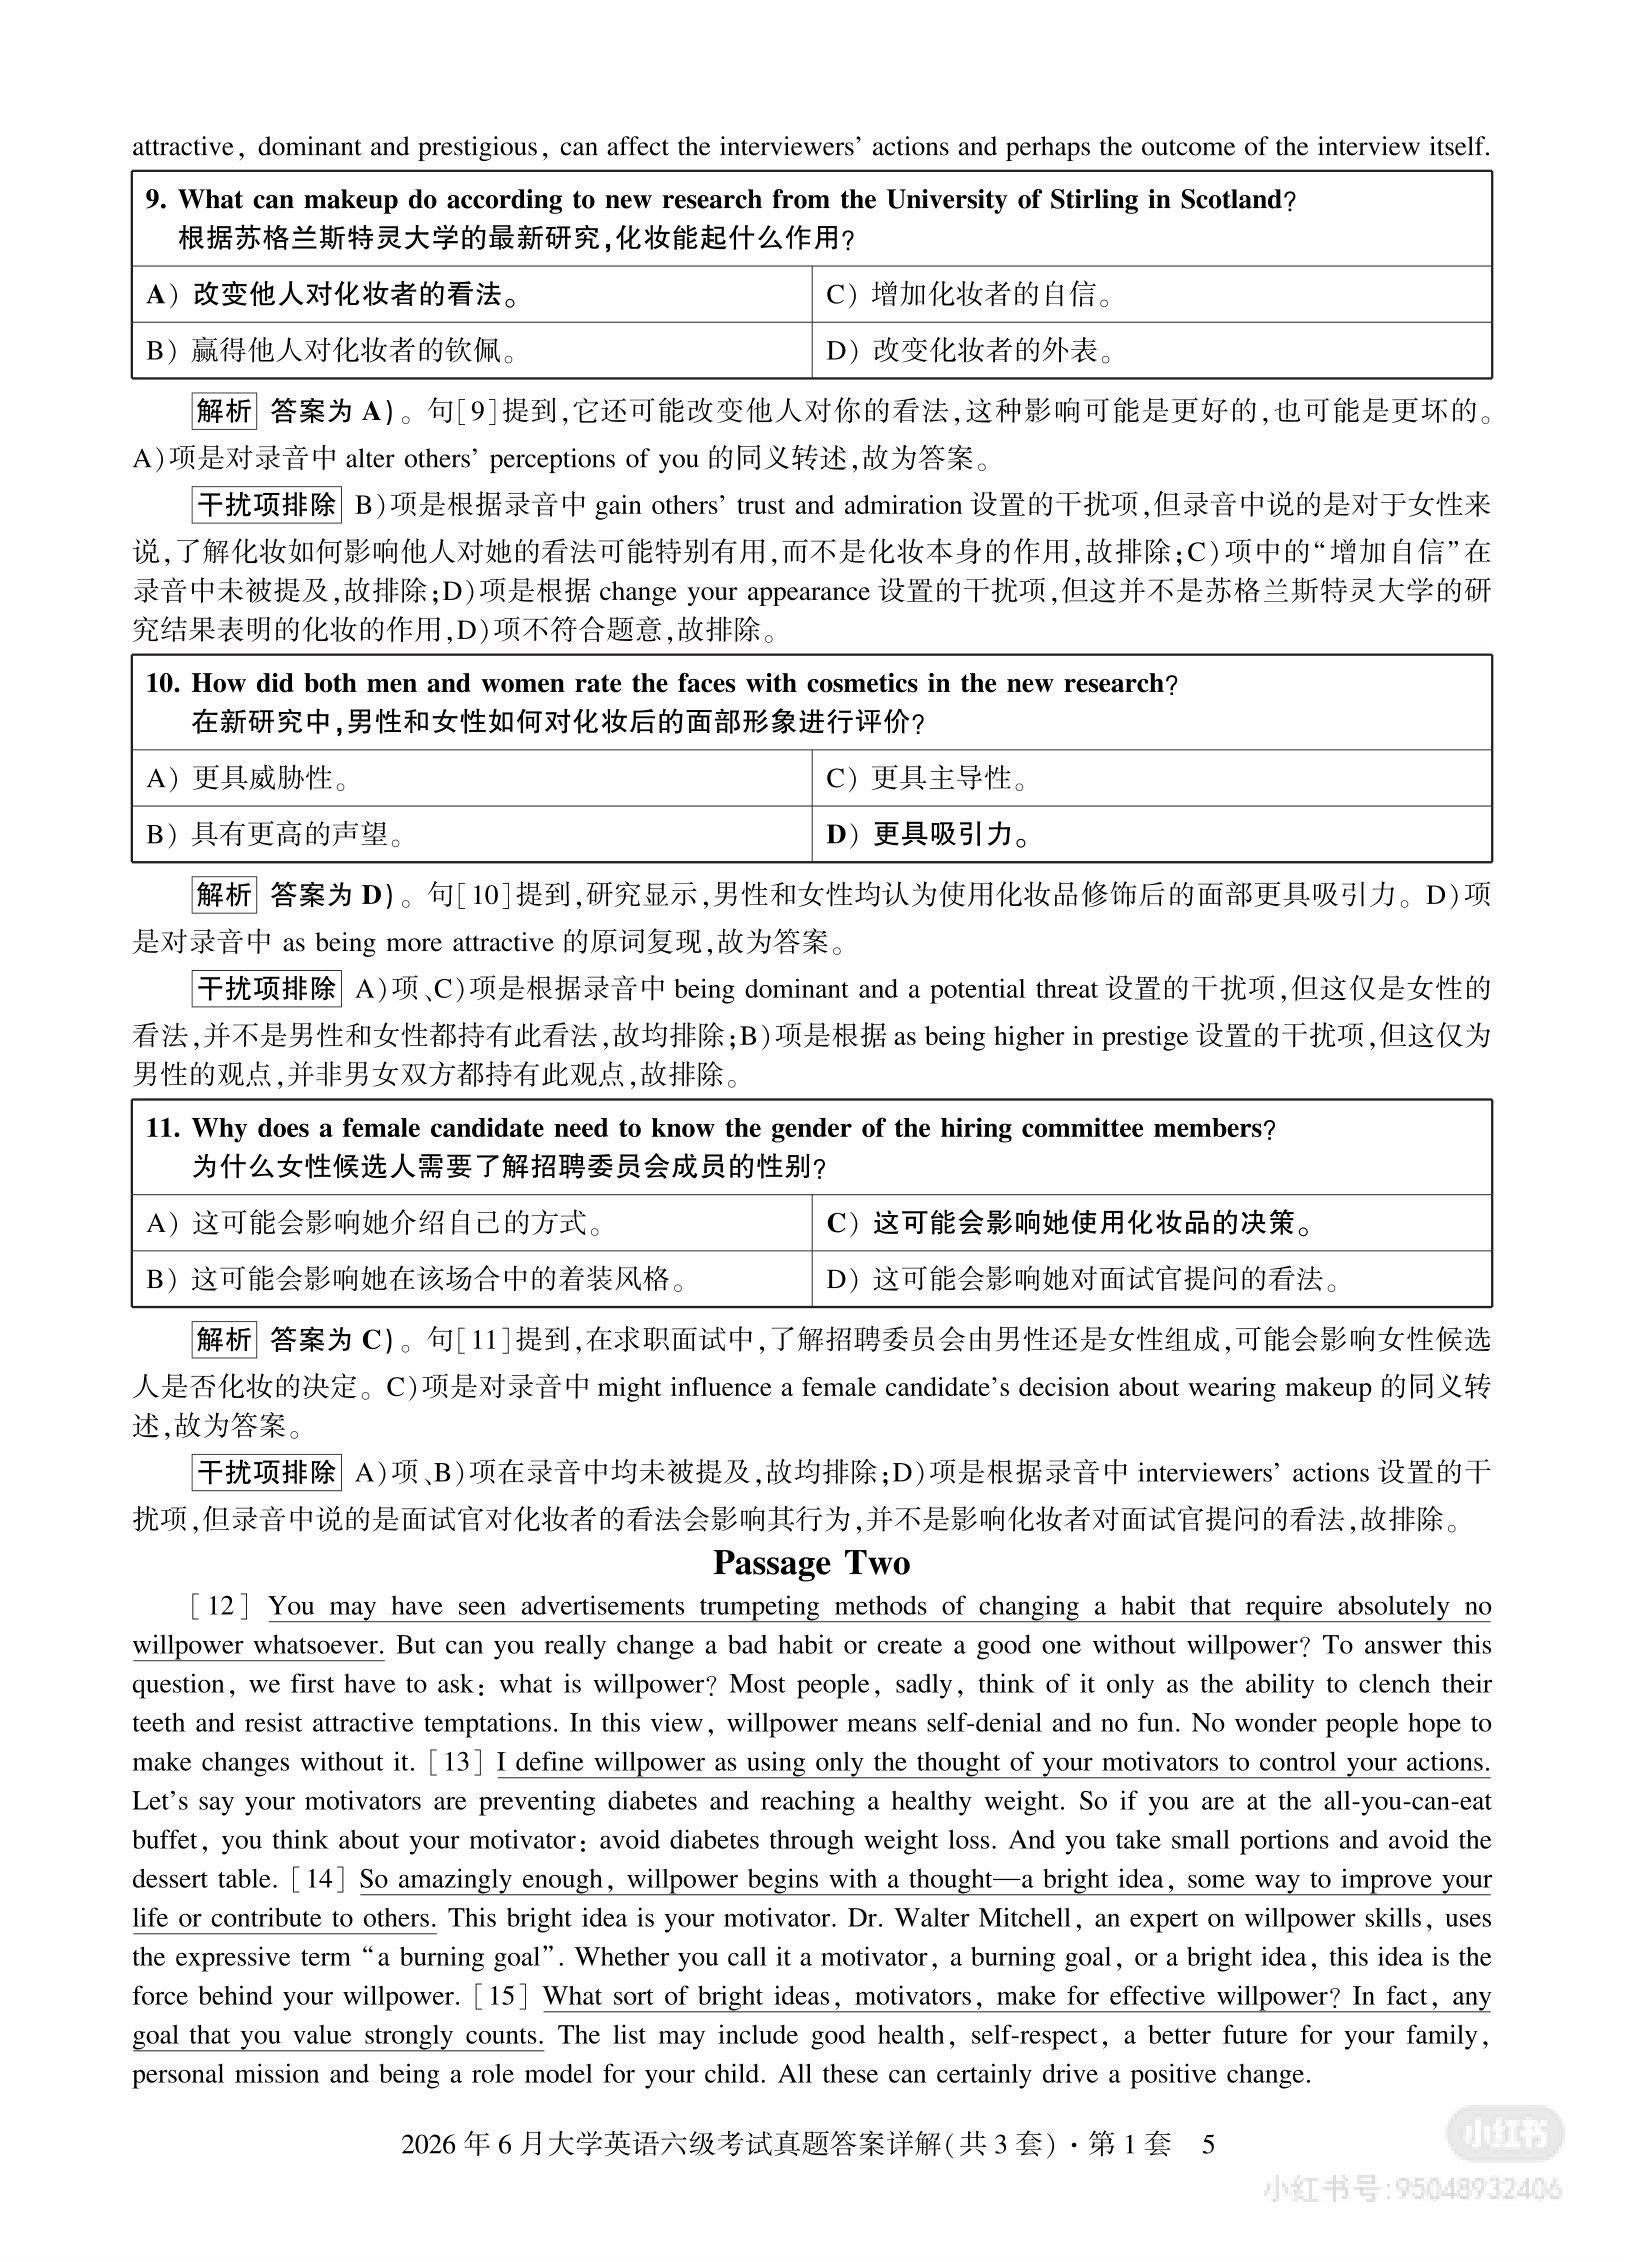 attractive, dominant and prestigious, can affect the interviewers' actions and perhaps the outcome of the interview itself.
9. What can makeup do according to new research from the University of Stirling in Scotland?
根据苏格兰斯特灵大学的最新研究,化妆能起什么作用?
A) 改变他人对化妆者的看法。
C) 增加化妆者的自信。
B) 赢得他人对化妆者的钦佩。
D) 改变化妆者的外表。
解析 答案为 A)。句[9]提到,它还可能改变他人对你的看法,这种影响可能是更好的,也可能是更坏的。
A)项是对录音中 alter others' perceptions of you 的同义转述,故为答案。
干扰项排除 B)项是根据录音中 gain others' trust and admiration 设置的干扰项,但录音中说的是对于女性来
说,了解化妆如何影响他人对她的看法可能特别有用,而不是化妆本身的作用,故排除;C)项中的“增加自信”在
录音中未被提及,故排除;D)项是根据 change your appearance 设置的干扰项,但这并不是苏格兰斯特灵大学的研
究结果表明的化妆的作用,D)项不符合题意,故排除。
10. How did both men and women rate the faces with cosmetics in the new research?
在新研究中,男性和女性如何对化妆后的面部形象进行评价?
A) 更具威胁性。
C) 更具主导性。
B) 具有更高的声望。
D) 更具吸引力。
解析 答案为 D)。句[10]提到,研究显示,男性和女性均认为使用化妆品修饰后的面部更具吸引力。D)项
是对录音中 as being more attractive 的原词复现,故为答案。
干扰项排除 A)项、C)项是根据录音中 being dominant and a potential threat 设置的干扰项,但这仅是女性的
看法,并不是男性和女性都持有此看法,故均排除;B)项是根据 as being higher in prestige 设置的干扰项,但这仅为
男性的观点,并非男女双方都持有此观点,故排除。
11. Why does a female candidate need to know the gender of the hiring committee members?
为什么女性候选人需要了解招聘委员会成员的性别?
A) 这可能会影响她介绍自己的方式。
C) 这可能会影响她使用化妆品的决策。
B) 这可能会影响她在该场合中的着装风格。
D) 这可能会影响她对面试官提问的看法。
解析 答案为 C)。句[11]提到,在求职面试中,了解招聘委员会由男性还是女性组成,可能会影响女性候选
人是否化妆的决定。C)项是对录音中 might influence a female candidate's decision about wearing makeup 的同义转
述,故为答案。
干扰项排除 A)项、B)项在录音中均未被提及,故均排除;D)项是根据录音中 interviewers' actions 设置的干
扰项,但录音中说的是面试官对化妆者的看法会影响其行为,并不是影响化妆者对面试官提问的看法,故排除。
Passage Two
[12] You may have seen advertisements trumpeting methods of changing a habit that require absolutely no
willpower whatsoever. But can you really change a bad habit or create a good one without willpower? To answer this
question, we first have to ask: what is willpower? Most people, sadly, think of it only as the ability to clench their
teeth and resist attractive temptations. In this view, willpower means self-denial and no fun. No wonder people hope to
make changes without it. [13] I define willpower as using only the thought of your motivators to control your actions.
Let's say your motivators are preventing diabetes and reaching a healthy weight. So if you are at the all-you-can-eat
buffet, you think about your motivator: avoid diabetes through weight loss. And you take small portions and avoid the
dessert table. [14] So amazingly enough, willpower begins with a thought—a bright idea, some way to improve your
life or contribute to others. This bright idea is your motivator. Dr. Walter Mitchell, an expert on willpower skills, uses
the expressive term “a burning goal”. Whether you call it a motivator, a burning goal, or a bright idea, this idea is the
force behind your willpower. [15] What sort of bright ideas, motivators, make for effective willpower? In fact, any
goal that you value strongly counts. The list may include good health, self-respect, a better future for your family,
personal mission and being a role model for your child. All these can certainly drive a positive change.
2026 年 6 月大学英语六级考试真题答案详解(共 3 套)·第 1 套 5
小红书
小红书号:95048932406